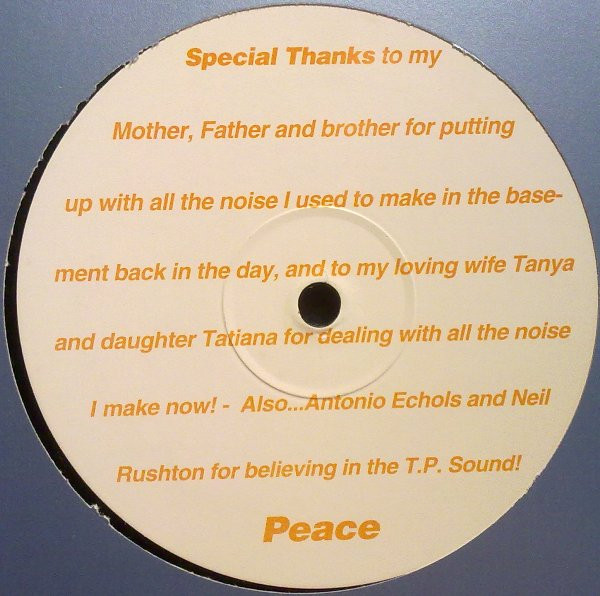 Special Thanks to my
Mother, Father and brother for putting
up with all the noise I used to make in the base-
ment back in the day, and to my loving wife Tanya
and daughter Tatiana for dealing with all the noise
I make now! - Also...Antonio Echols and Neil
Rushton for believing in the T.P. Sound!
Peace